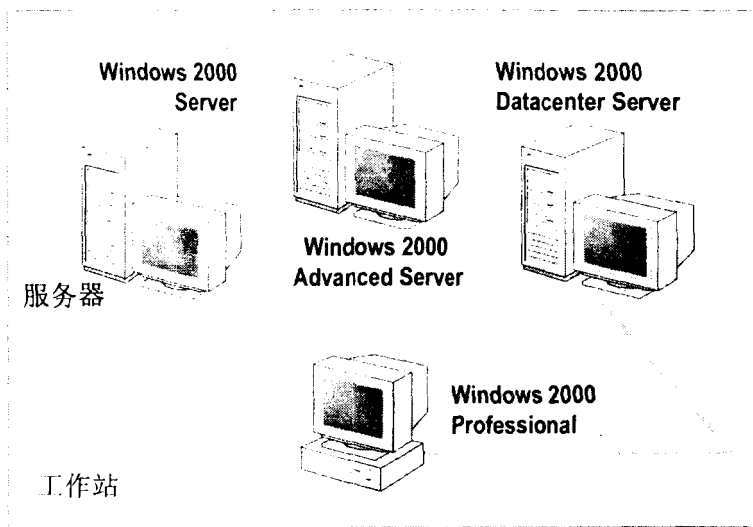 Windows 2000
Server
Windows 2000
Datacenter Server
Windows 2000
Advanced Server
服务器
Windows 2000
Professional
工作站